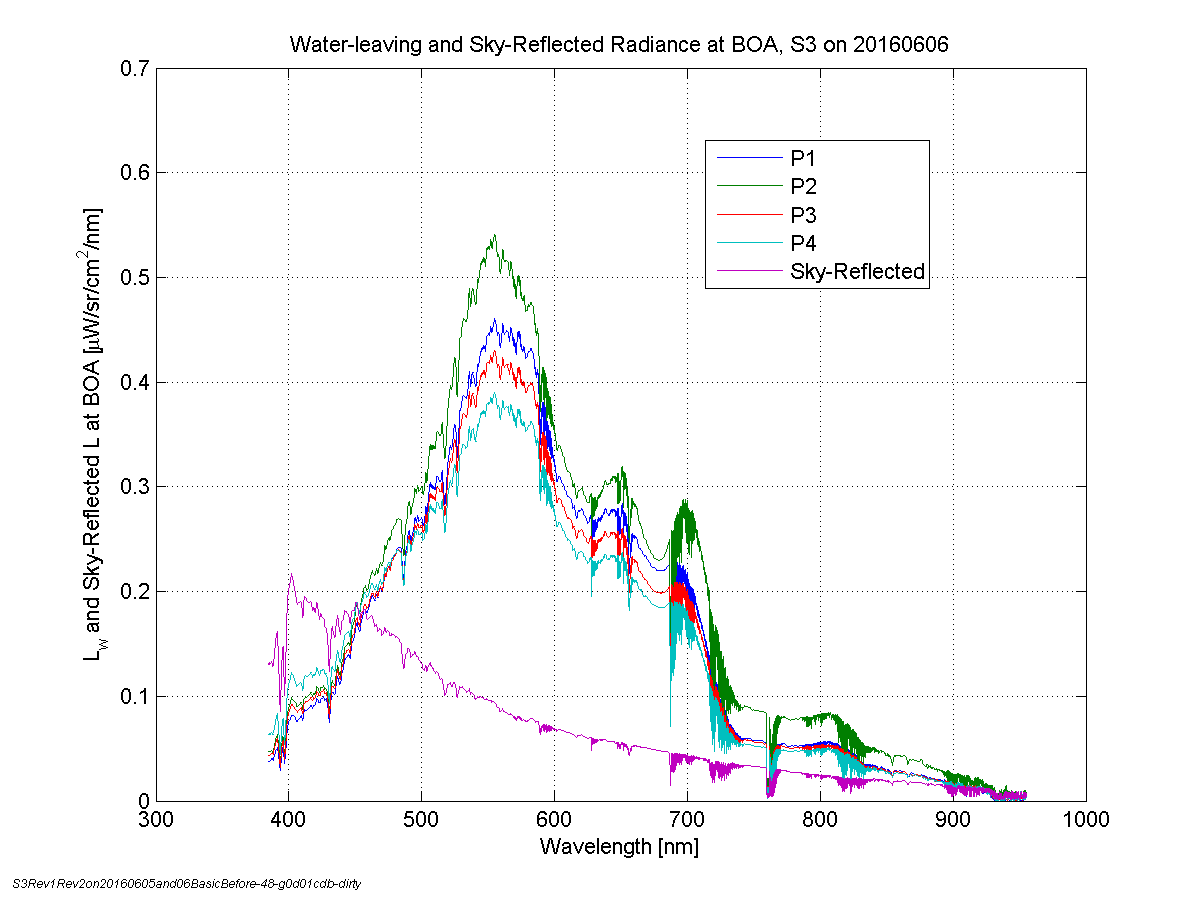 Water-leaving and Sky-Reflected Radiance at BOA, S3 on 20160606
0.7
0.6
0.5
0.4
0.3
0.2
0.1
0
L_w and Sky-Reflected L at BOA [μW/sr/cm²/nm]
P1
P2
P3
P4
Sky-Reflected
300 400 500 600 700 800 900 1000
Wavelength [nm]
S3Rev1Rev2on20160605and06BasicBefore-48-g0d01cdb-dirty